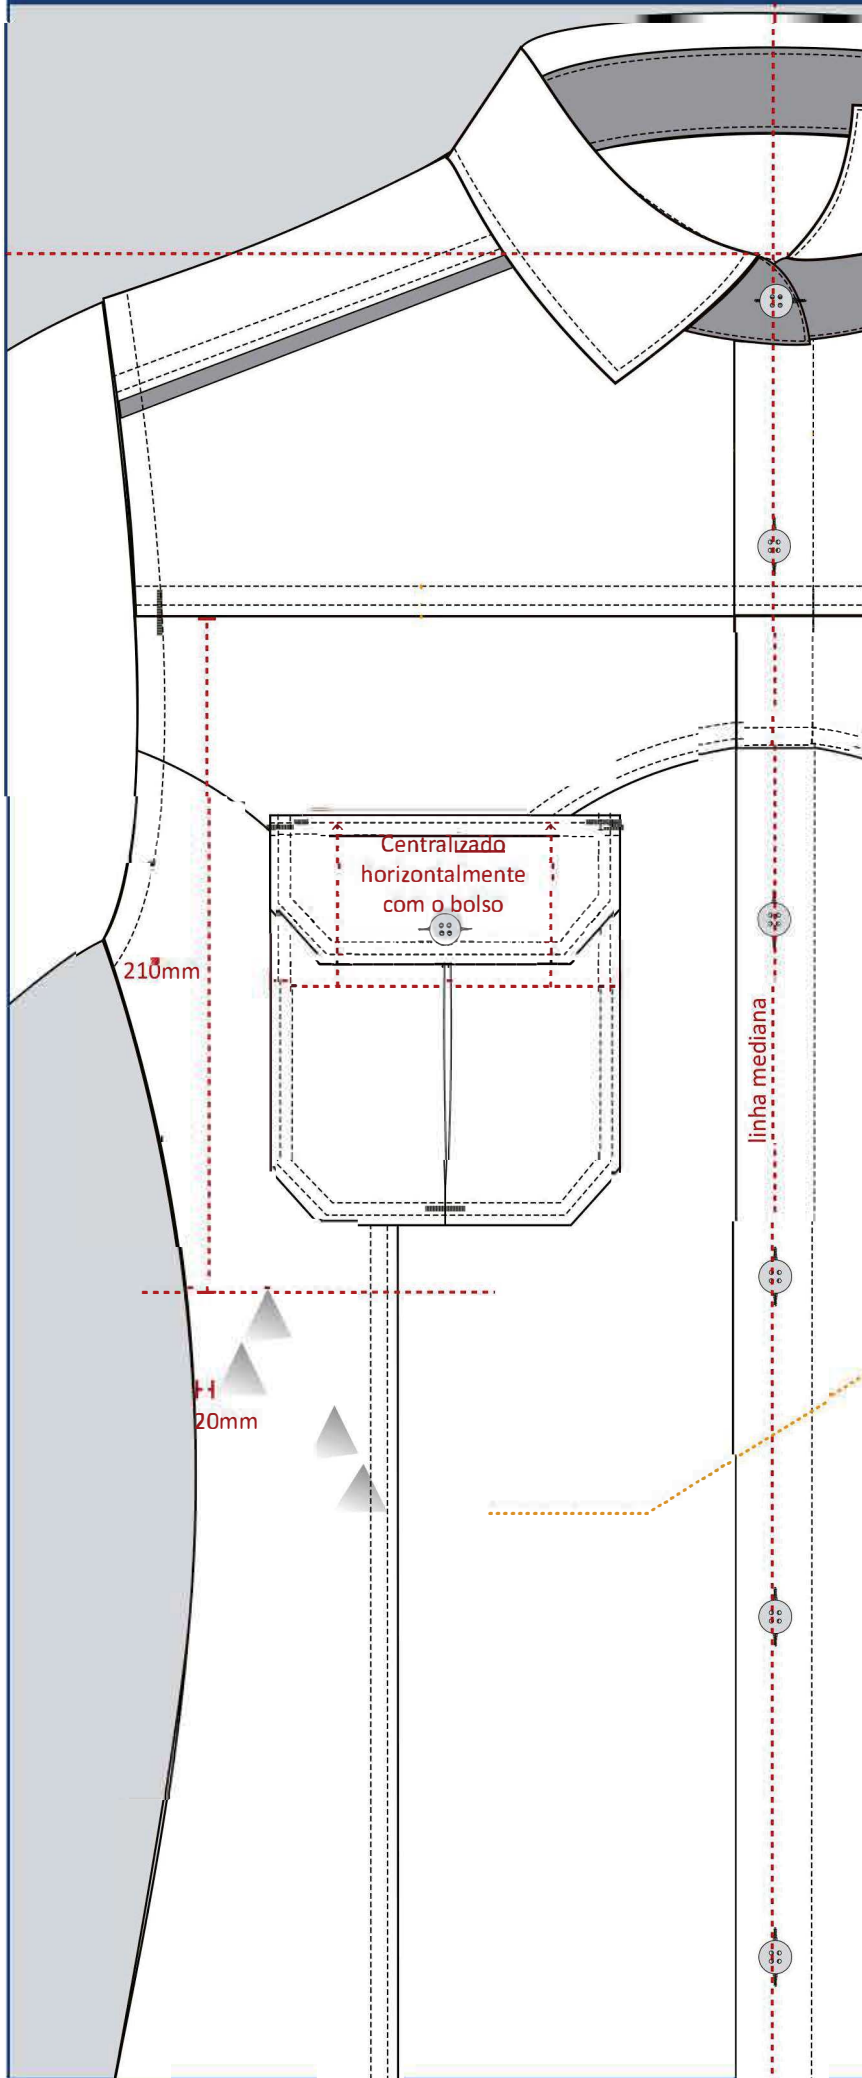 Centralizado
horizontalmente
com o bolso
210mm
linha mediana
20mm